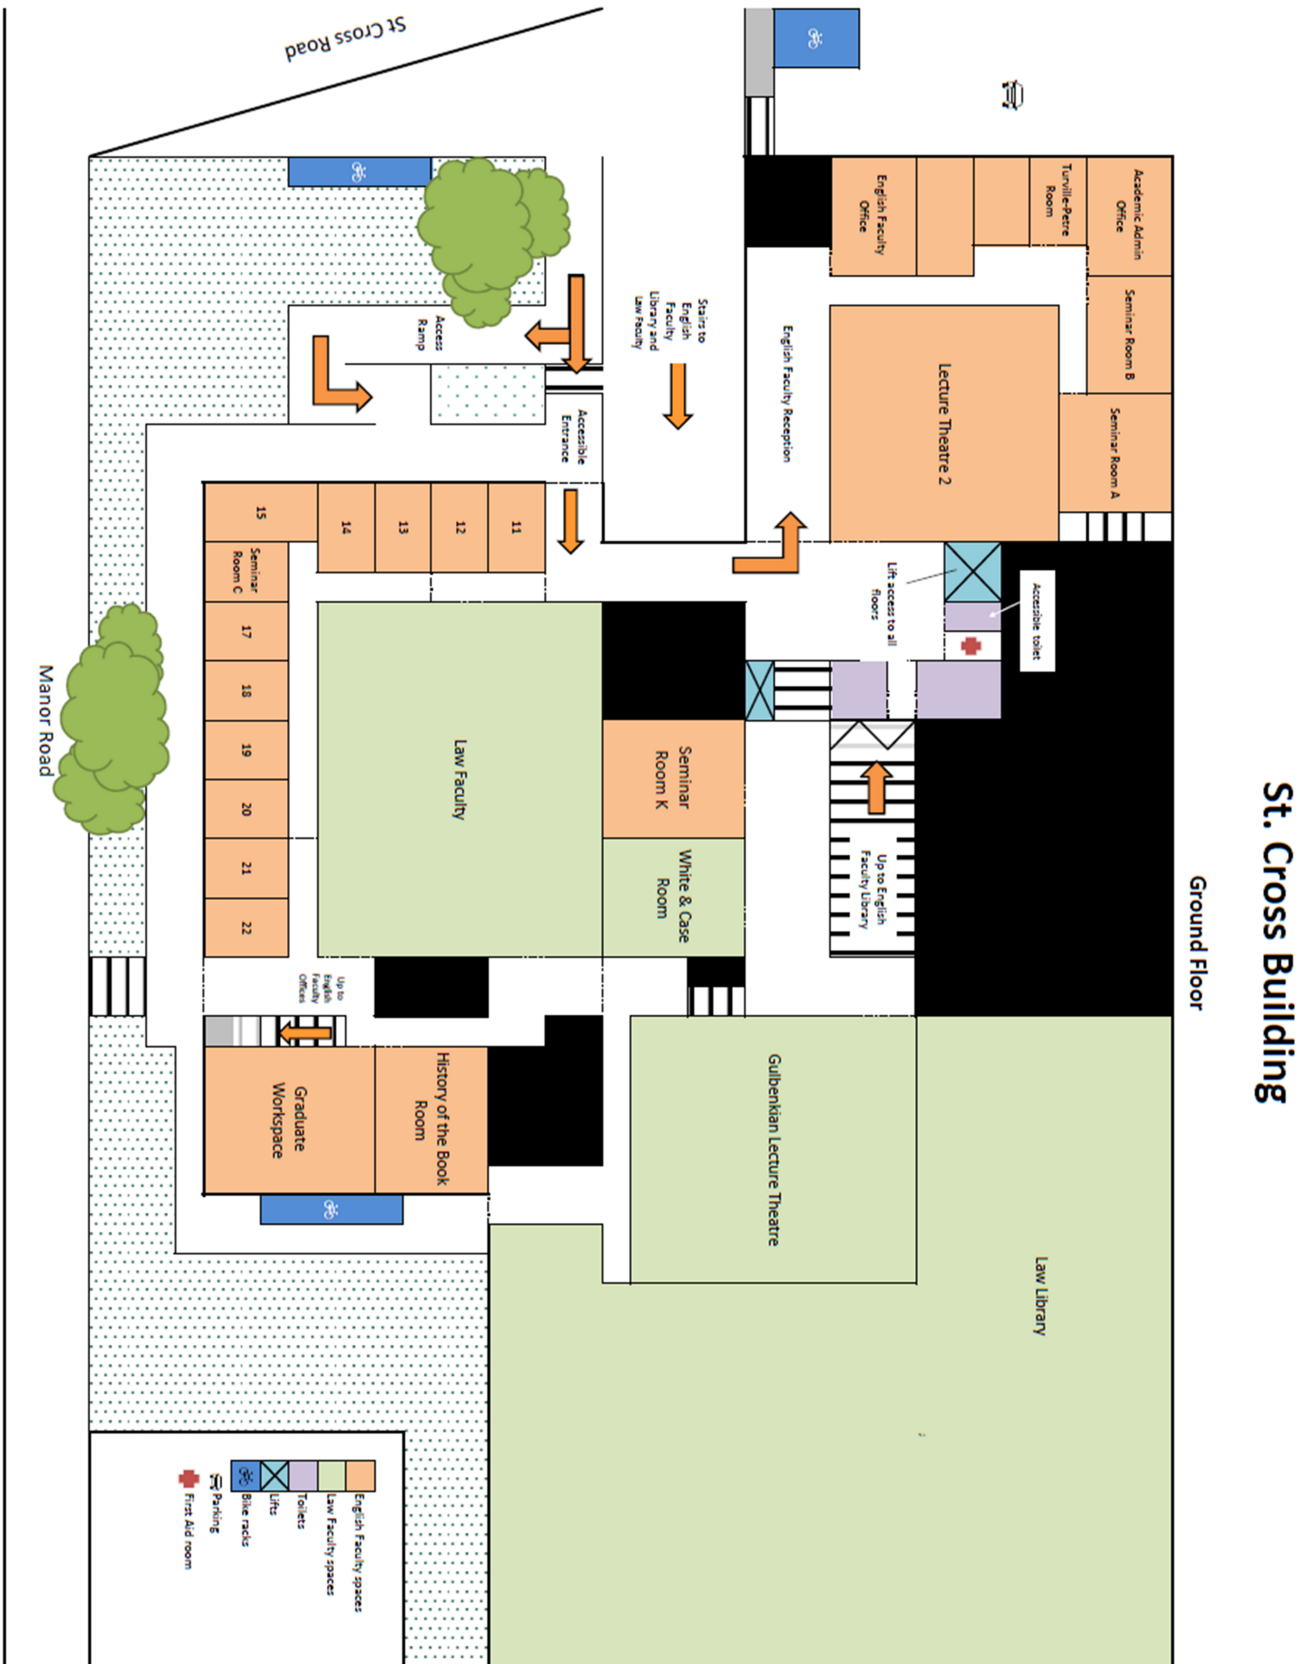 St. Cross Building
Ground Floor
St Cross Road
Academic Admin
Office
Turville-Petre
Room
English Faculty
Office
Seminar Room B
Seminar Room A
Lecture Theatre 2
English Faculty Reception
Stairs to
English
Faculty
Library and
Law Faculty
Access
Ramp
Accessible
Entrance
Accessible toilet
Lift access to all
floors
11
12
13
14
15
Seminar
Room C
17
18
19
20
21
22
Law Faculty
Seminar
Room K
White & Case
Room
Up to English
Faculty Library
Up to
English
Faculty
Offices
Manor Road
Graduate
Workspace
History of the Book
Room
Gulbenkian Lecture Theatre
Law Library
English Faculty spaces
Law Faculty spaces
Toilets
Lifts
Bike racks
Parking
First Aid room